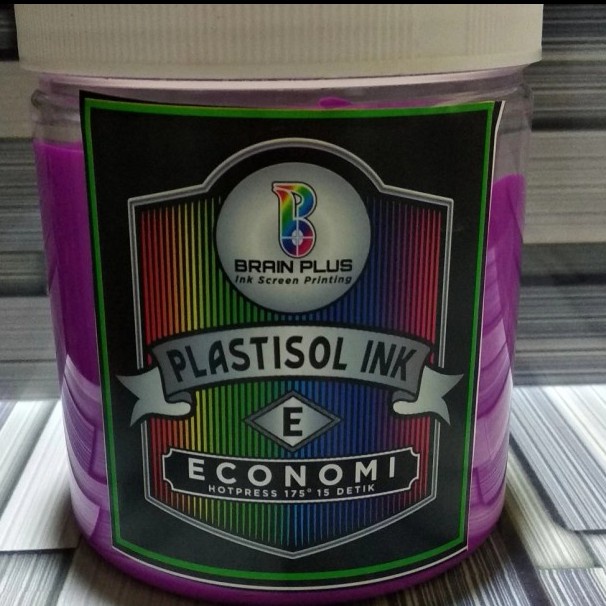 BRAIN PLUS
Ink Screen Printing
PLASTISOL INK
E
ECONOMI
HOTPRESS 175° 15 DETIK